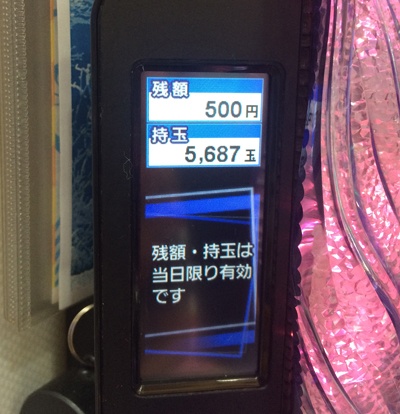 残額
500円
持玉
5,687玉
残額・持玉は
当日限り有効
です